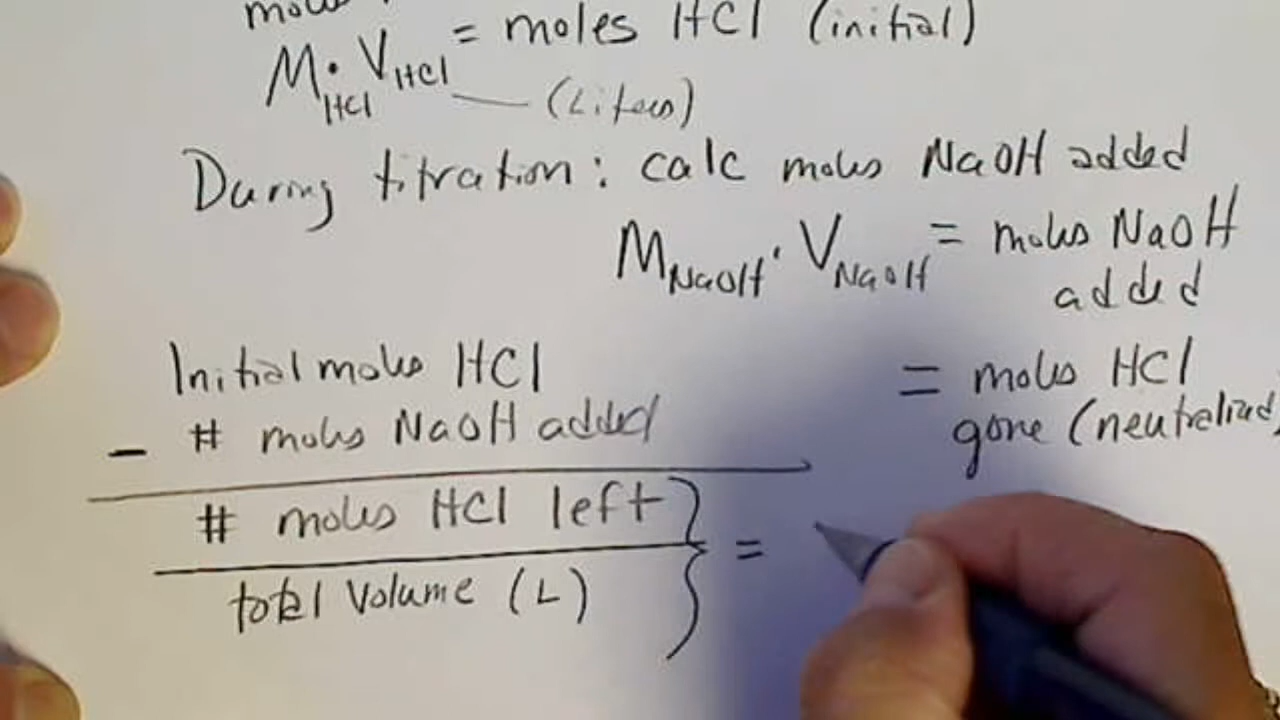 M_HCl · V_HCl = moles HCl (initial)
(Liters)
During titration: calc moles NaOH added
M_NaOH · V_NaOH = moles NaOH
added
Initial moles HCl
= moles HCl
- # moles NaOH added
gone (neutralized)
# moles HCl left
total Volume (L) } =